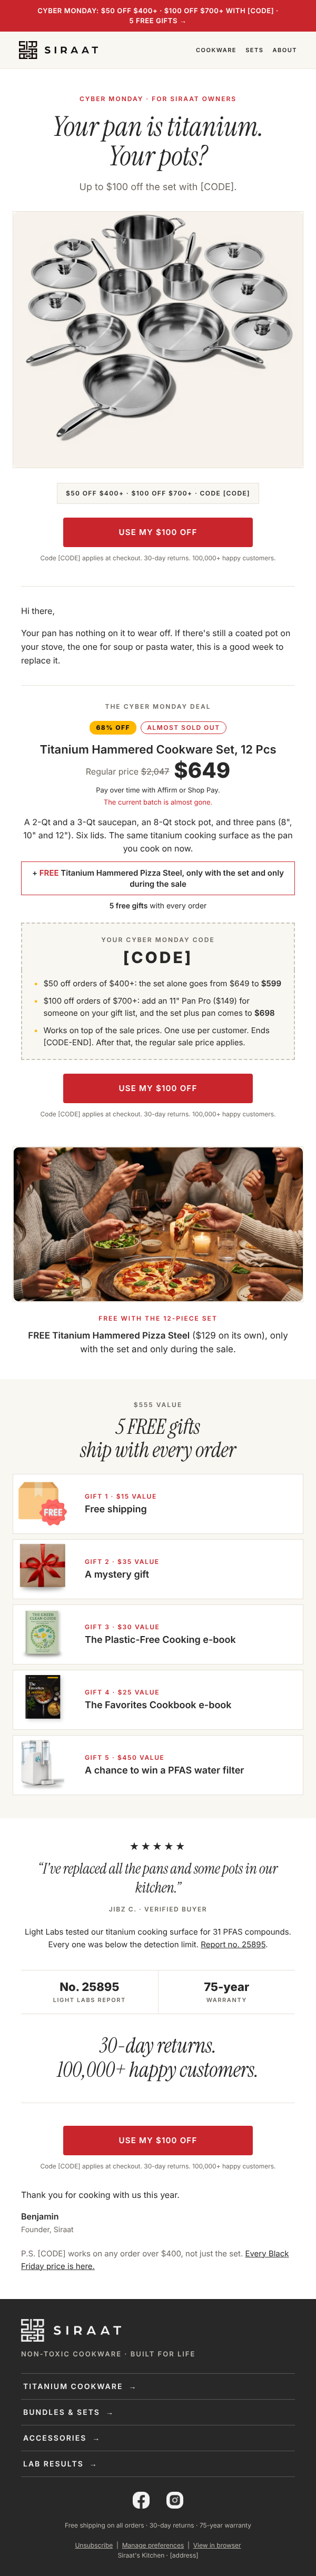 CYBER MONDAY: $50 OFF $400+ · $100 OFF $700+ WITH [CODE] ·
5 FREE GIFTS →
SIRAAT
COOKWARE SETS ABOUT
CYBER MONDAY · FOR SIRAAT OWNERS
Your pan is titanium.
Your pots?
Up to $100 off the set with [CODE].
$50 OFF $400+ · $100 OFF $700+ · CODE [CODE]
USE MY $100 OFF
Code [CODE] applies at checkout. 30-day returns. 100,000+ happy customers.
Hi there,
Your pan has nothing on it to wear off. If there's still a coated pot on
your stove, the one for soup or pasta water, this is a good week to
replace it.
THE CYBER MONDAY DEAL
68% OFF ALMOST SOLD OUT
Titanium Hammered Cookware Set, 12 Pcs
Regular price $2,047 $649
Pay over time with Affirm or Shop Pay.
The current batch is almost gone.
A 2-Qt and a 3-Qt saucepan, an 8-Qt stock pot, and three pans (8",
10" and 12"). Six lids. The same titanium cooking surface as the pan
you cook on now.
+ FREE Titanium Hammered Pizza Steel, only with the set and only
during the sale
5 free gifts with every order
YOUR CYBER MONDAY CODE
[CODE]
• $50 off orders of $400+: the set alone goes from $649 to $599
• $100 off orders of $700+: add an 11" Pan Pro ($149) for
someone on your gift list, and the set plus pan comes to $698
• Works on top of the sale prices. One use per customer. Ends
[CODE-END]. After that, the regular sale price applies.
USE MY $100 OFF
Code [CODE] applies at checkout. 30-day returns. 100,000+ happy customers.
FREE WITH THE 12-PIECE SET
FREE Titanium Hammered Pizza Steel ($129 on its own), only
with the set and only during the sale.
$555 VALUE
5 FREE gifts
ship with every order
FREE
GIFT 1 · $15 VALUE
Free shipping
GIFT 2 · $35 VALUE
A mystery gift
GIFT 3 · $30 VALUE
The Plastic-Free Cooking e-book
GIFT 4 · $25 VALUE
The Favorites Cookbook e-book
GIFT 5 · $450 VALUE
A chance to win a PFAS water filter
★★★★★
“I've replaced all the pans and some pots in our
kitchen.”
JIBZ C. · VERIFIED BUYER
Light Labs tested our titanium cooking surface for 31 PFAS compounds.
Every one was below the detection limit. Report no. 25895.
No. 25895
LIGHT LABS REPORT
75-year
WARRANTY
30-day returns.
100,000+ happy customers.
USE MY $100 OFF
Code [CODE] applies at checkout. 30-day returns. 100,000+ happy customers.
Thank you for cooking with us this year.
Benjamin
Founder, Siraat
P.S. [CODE] works on any order over $400, not just the set. Every Black
Friday price is here.
SIRAAT
NON-TOXIC COOKWARE · BUILT FOR LIFE
TITANIUM COOKWARE →
BUNDLES & SETS →
ACCESSORIES →
LAB RESULTS →
Free shipping on all orders · 30-day returns · 75-year warranty
Unsubscribe | Manage preferences | View in browser
Siraat's Kitchen · [address]